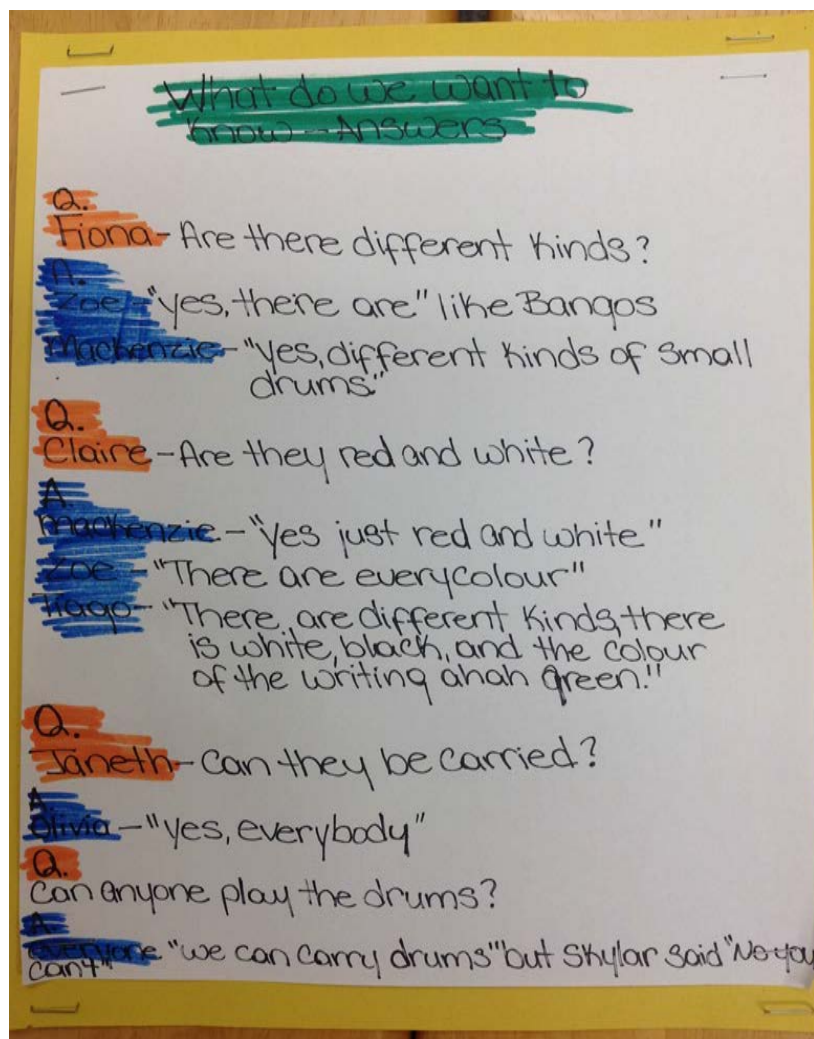 What do we want to
know - Answers
Q.
Fiona - Are there different kinds?
A.
Zoe - "yes, there are" like Bangos
Mackenzie - "Yes, different kinds of small
drums."
Q.
Claire - Are they red and white?
A.
Mackenzie - "Yes just red and white"
Zoe - "There are everycolour"
Tiago - "There are different kinds, there
is white, black, and the colour
of the writing ahah green."
Q.
Janeth - Can they be carried?
A.
Olivia - "yes, everybody"
Q.
Can anyone play the drums?
A.
everyone "we can carry drums" but Skylar said "No you
can't"